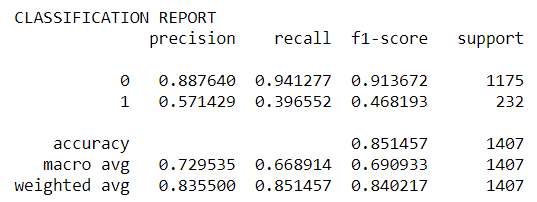 CLASSIFICATION REPORT
precision recall f1-score support
0 0.887640 0.941277 0.913672 1175
1 0.571429 0.396552 0.468193 232
accuracy 0.851457 1407
macro avg 0.729535 0.668914 0.690933 1407
weighted avg 0.835500 0.851457 0.840217 1407